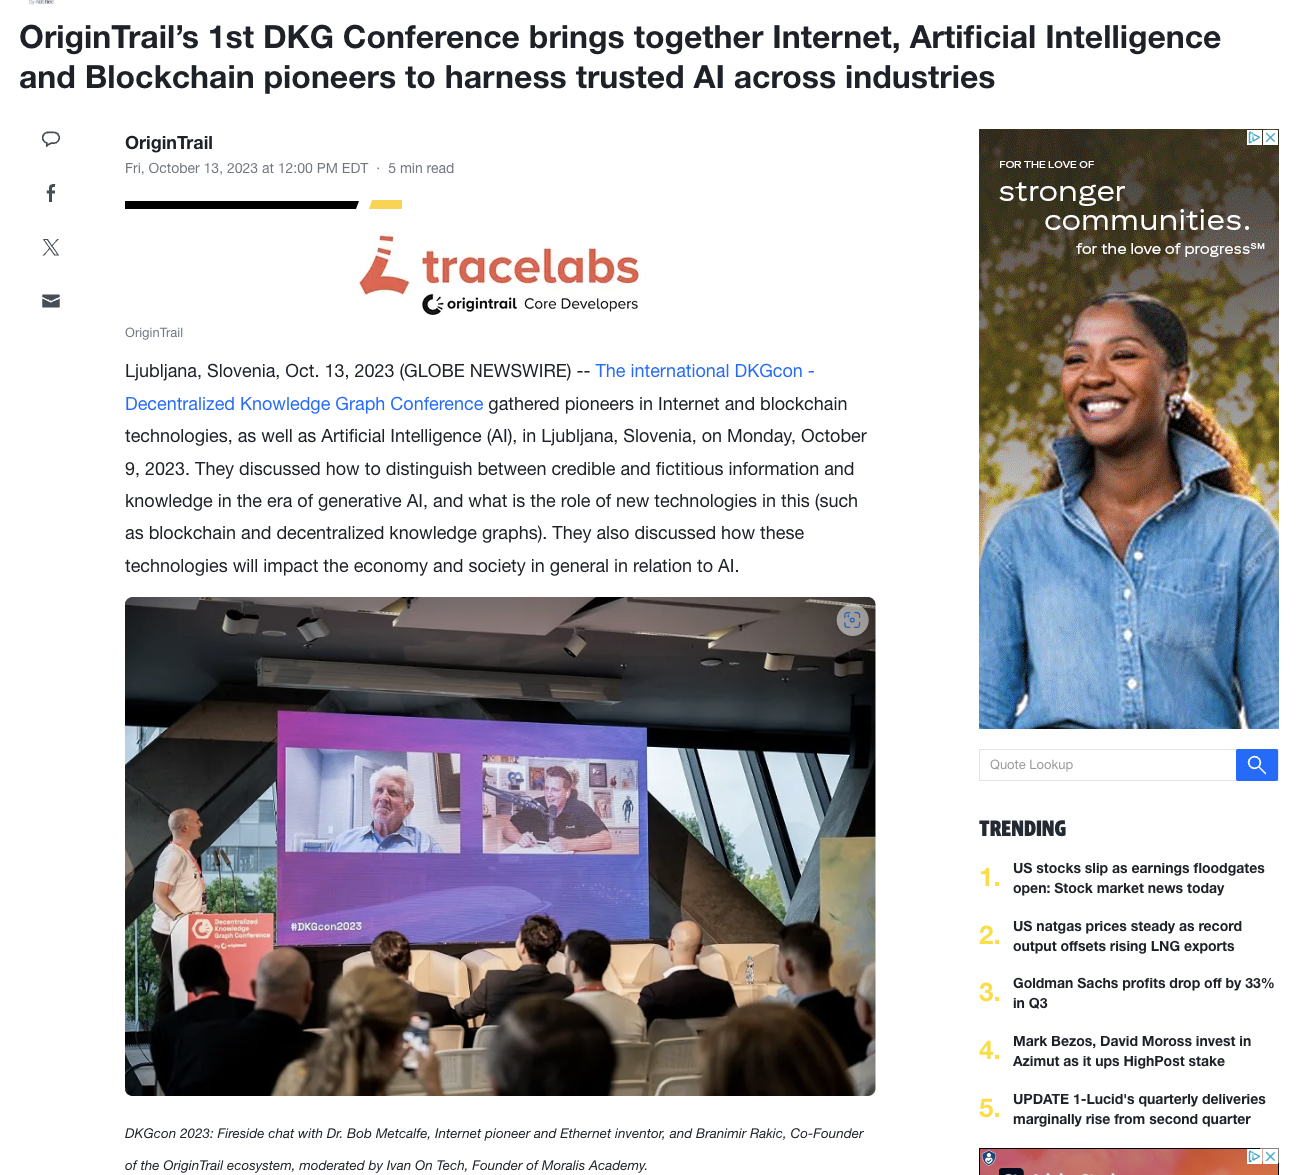 OriginTrail’s 1st DKG Conference brings together Internet, Artificial Intelligence
and Blockchain pioneers to harness trusted AI across industries
OriginTrail
Fri, October 13, 2023 at 12:00 PM EDT · 5 min read
tracelabs
origintrail Core Developers
OriginTrail
Ljubljana, Slovenia, Oct. 13, 2023 (GLOBE NEWSWIRE) -- The international DKGcon -
Decentralized Knowledge Graph Conference gathered pioneers in Internet and blockchain
technologies, as well as Artificial Intelligence (AI), in Ljubljana, Slovenia, on Monday, October
9, 2023. They discussed how to distinguish between credible and fictitious information and
knowledge in the era of generative AI, and what is the role of new technologies in this (such
as blockchain and decentralized knowledge graphs). They also discussed how these
technologies will impact the economy and society in general in relation to AI.
#DKGcon2023
Decentralized
Knowledge
Graph Conference
by origintrail
DKGcon 2023: Fireside chat with Dr. Bob Metcalfe, Internet pioneer and Ethernet inventor, and Branimir Rakic, Co-Founder
of the OriginTrail ecosystem, moderated by Ivan On Tech, Founder of Moralis Academy.
FOR THE LOVE OF
stronger
communities.
for the love of progress℠
Quote Lookup
TRENDING
1. US stocks slip as earnings floodgates
open: Stock market news today
2. US natgas prices steady as record
output offsets rising LNG exports
3. Goldman Sachs profits drop off by 33%
in Q3
4. Mark Bezos, David Moross invest in
Azimut as it ups HighPost stake
5. UPDATE 1-Lucid's quarterly deliveries
marginally rise from second quarter